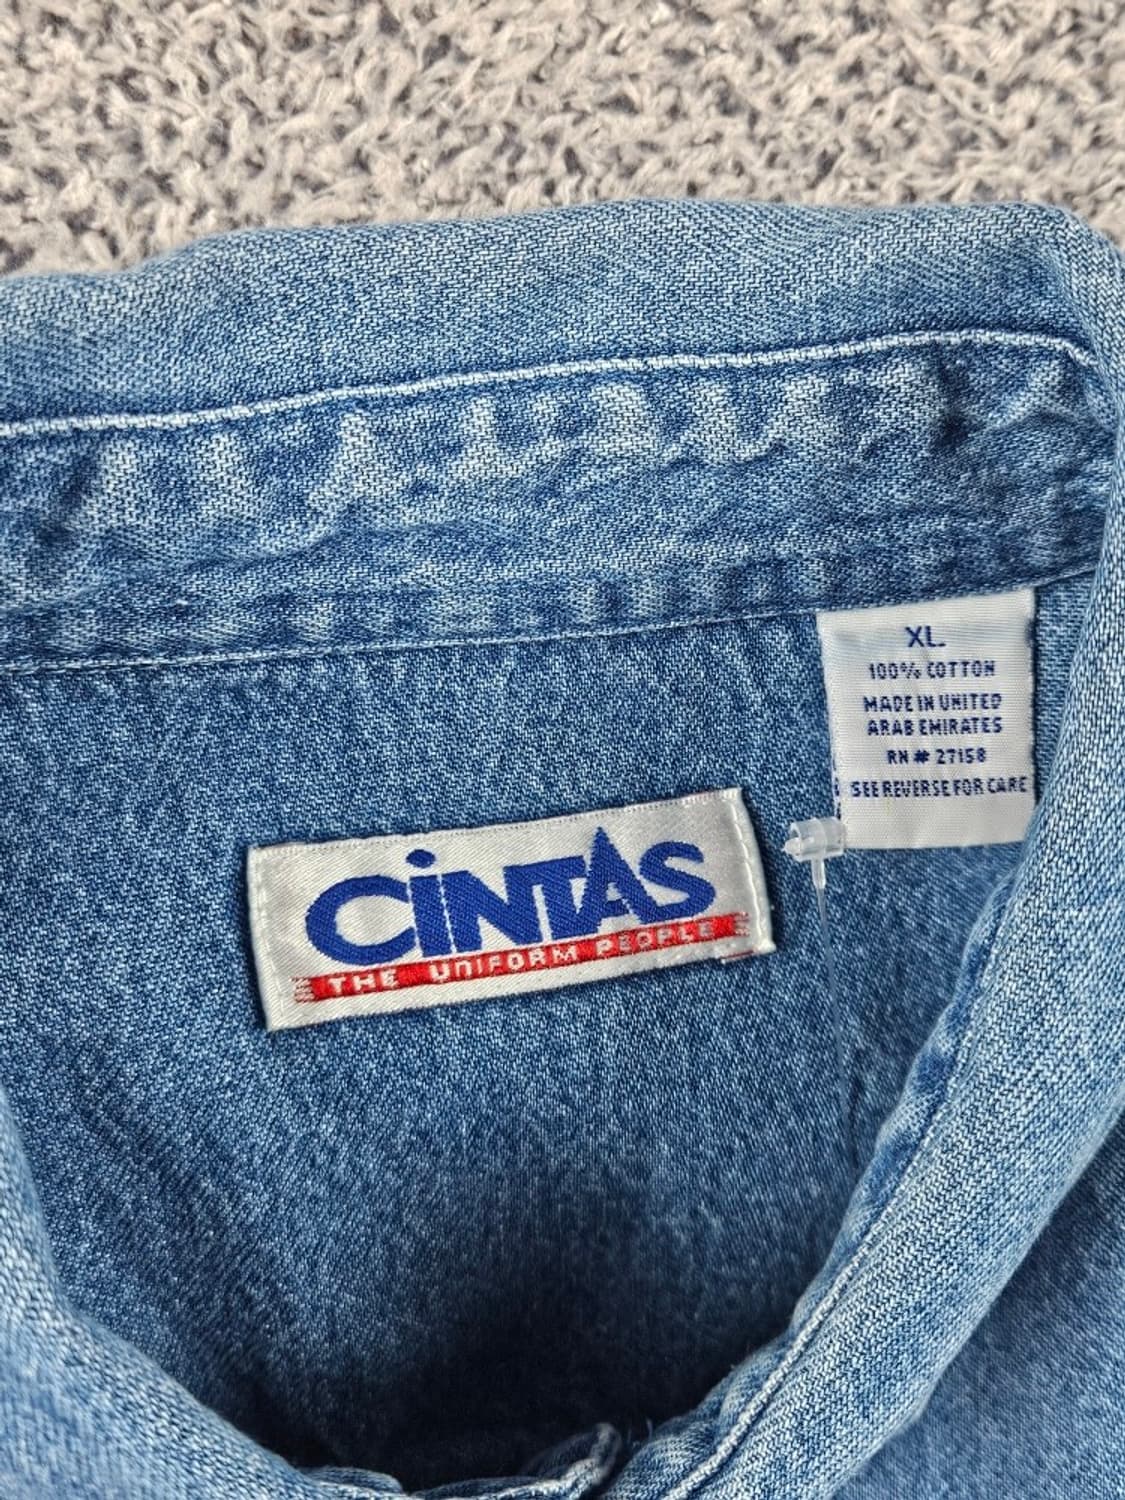 XL
100% COTTON
MADE IN UNITED
ARAB EMIRATES
RN # 27158
SEE REVERSE FOR CARE
CiNTAS
THE UNIFORM PEOPLE